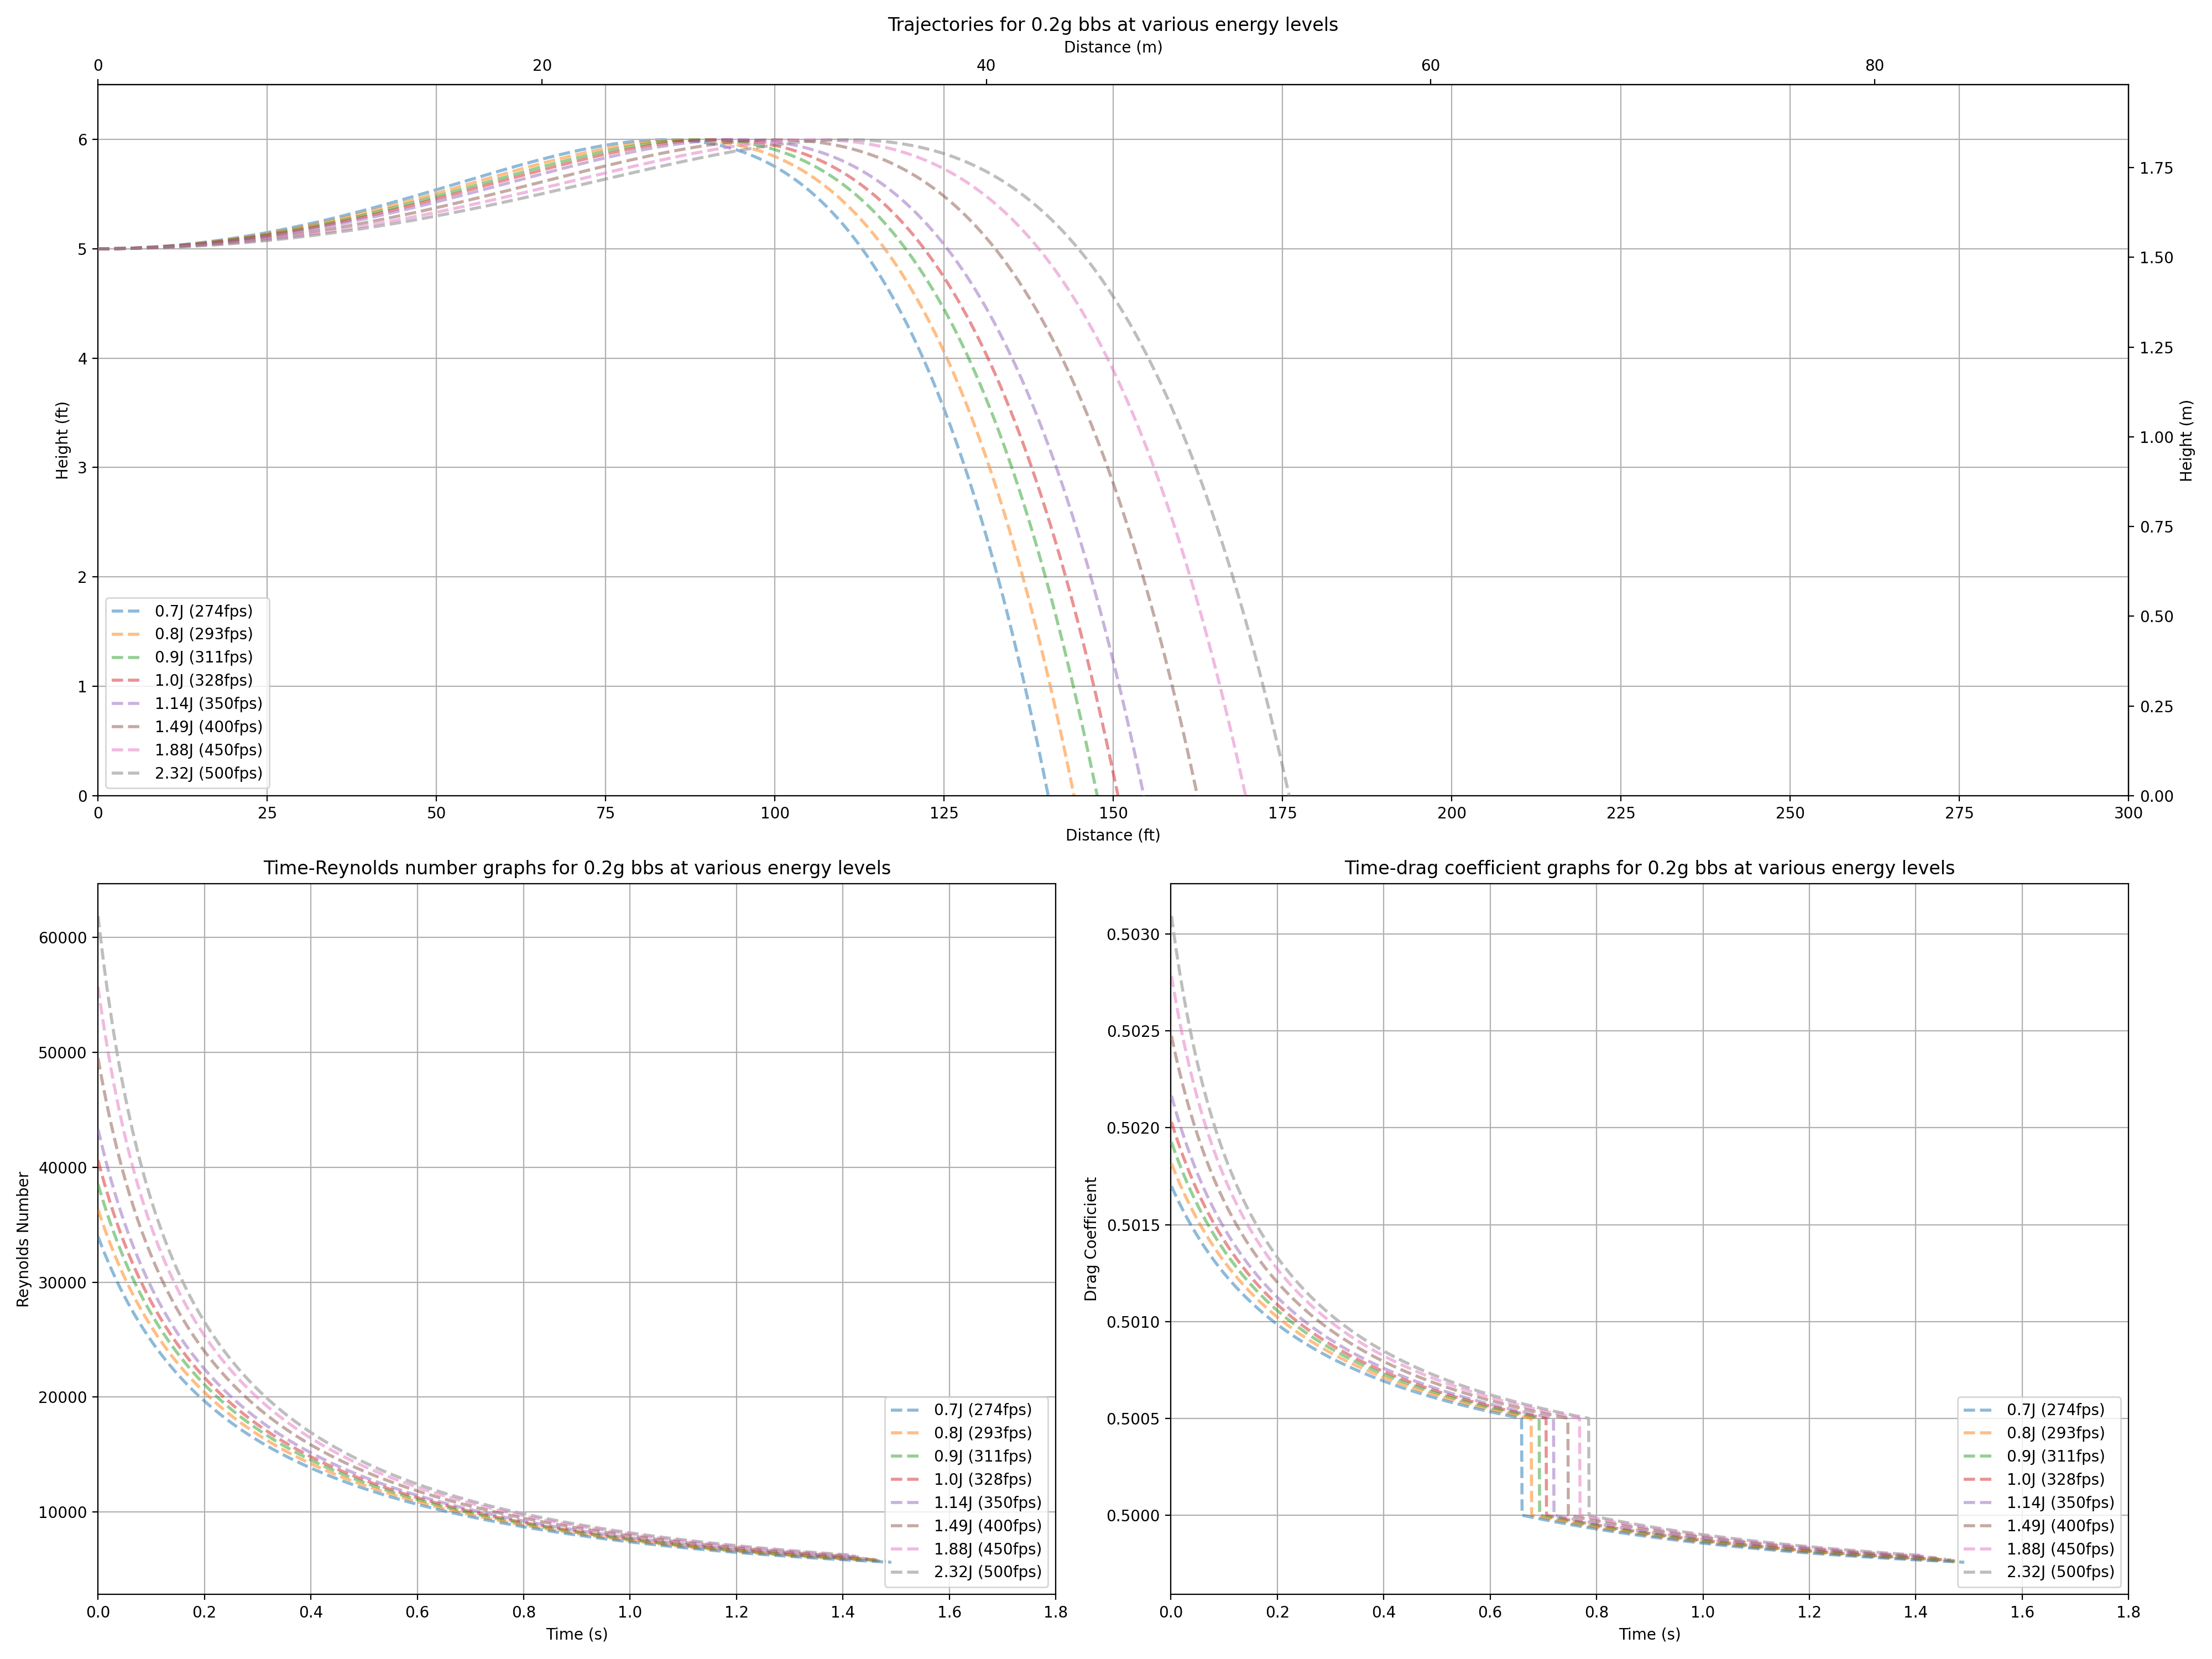 Trajectories for 0.2g bbs at various energy levels
Distance (m)
0 20 40 60 80
6
5
4
3
2
1
0
Height (ft)
1.75
1.50
1.25
1.00
0.75
0.50
0.25
0.00
Height (m)
0.7J (274fps)
0.8J (293fps)
0.9J (311fps)
1.0J (328fps)
1.14J (350fps)
1.49J (400fps)
1.88J (450fps)
2.32J (500fps)
0 25 50 75 100 125 150 175 200 225 250 275 300
Distance (ft)
Time-Reynolds number graphs for 0.2g bbs at various energy levels
60000
50000
40000
30000
20000
10000
Reynolds Number
0.7J (274fps)
0.8J (293fps)
0.9J (311fps)
1.0J (328fps)
1.14J (350fps)
1.49J (400fps)
1.88J (450fps)
2.32J (500fps)
0.0 0.2 0.4 0.6 0.8 1.0 1.2 1.4 1.6 1.8
Time (s)
Time-drag coefficient graphs for 0.2g bbs at various energy levels
0.5030
0.5025
0.5020
0.5015
0.5010
0.5005
0.5000
Drag Coefficient
0.7J (274fps)
0.8J (293fps)
0.9J (311fps)
1.0J (328fps)
1.14J (350fps)
1.49J (400fps)
1.88J (450fps)
2.32J (500fps)
0.0 0.2 0.4 0.6 0.8 1.0 1.2 1.4 1.6 1.8
Time (s)